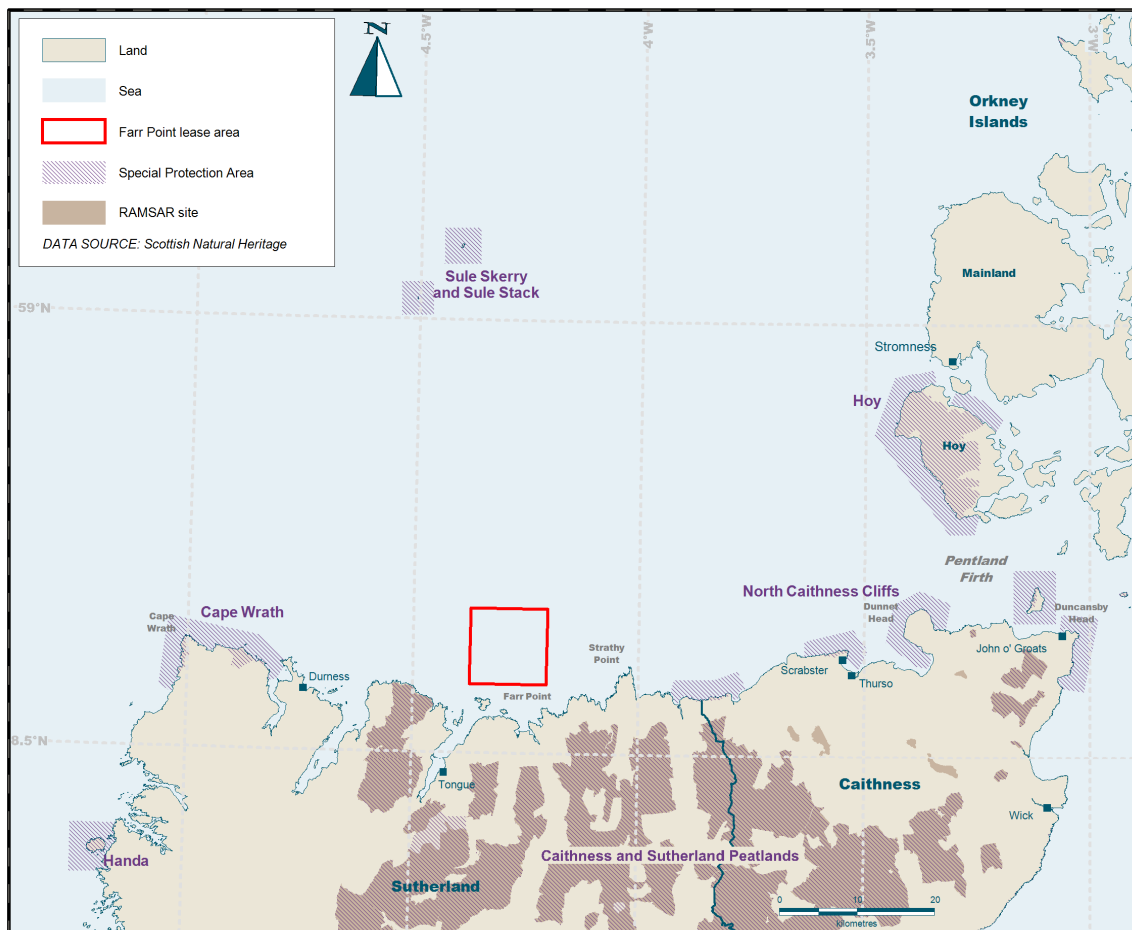 Land
Sea
Farr Point lease area
Special Protection Area
RAMSAR site
DATA SOURCE: Scottish Natural Heritage
N
4.5°W
4°W
3.5°W
3°W
Orkney
Islands
Sule Skerry
and Sule Stack
Mainland
59°N
Stromness
Hoy
Hoy
Pentland
Firth
North Caithness Cliffs
Cape Wrath
Cape
Wrath
Dunnet
Head
Duncansby
Head
John o' Groats
Strathy
Point
Scrabster
Thurso
Durness
Farr Point
8.5°N
Tongue
Caithness
Wick
Caithness and Sutherland Peatlands
Handa
Sutherland
0 10 20
kilometres